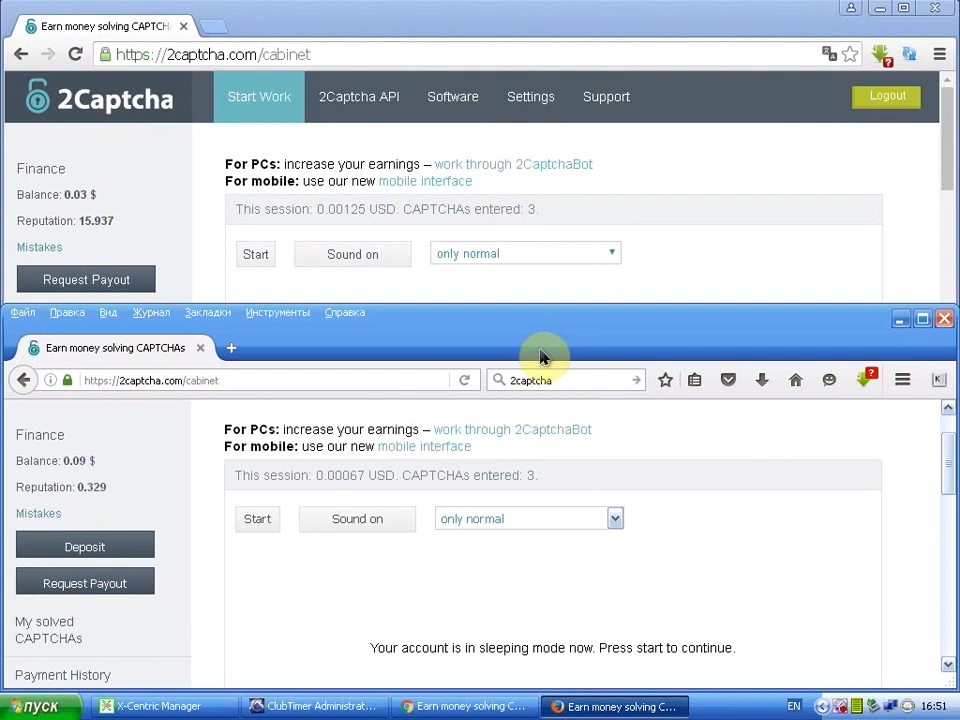 Earn money solving CAPTCH
https://2captcha.com/cabinet
2Captcha
Start Work
2Captcha API
Software
Settings
Support
Logout
Finance
Balance: 0.03 $
Reputation: 15.937
Mistakes
Request Payout
For PCs: increase your earnings – work through 2CaptchaBot
For mobile: use our new mobile interface
This session: 0.00125 USD. CAPTCHAs entered: 3.
Start
Sound on
only normal
Файл Правка Вид Журнал Закладки Инструменты Справка
Earn money solving CAPTCHAs
https://2captcha.com/cabinet
2captcha
?
Finance
Balance: 0.09 $
Reputation: 0.329
Mistakes
Deposit
Request Payout
My solved
CAPTCHAs
Payment History
For PCs: increase your earnings – work through 2CaptchaBot
For mobile: use our new mobile interface
This session: 0.00067 USD. CAPTCHAs entered: 3.
Start
Sound on
only normal
Your account is in sleeping mode now. Press start to continue.
пуск
X-Centric Manager
ClubTimer Administrat...
Earn money solving C...
Earn money solving C...
EN
16:51